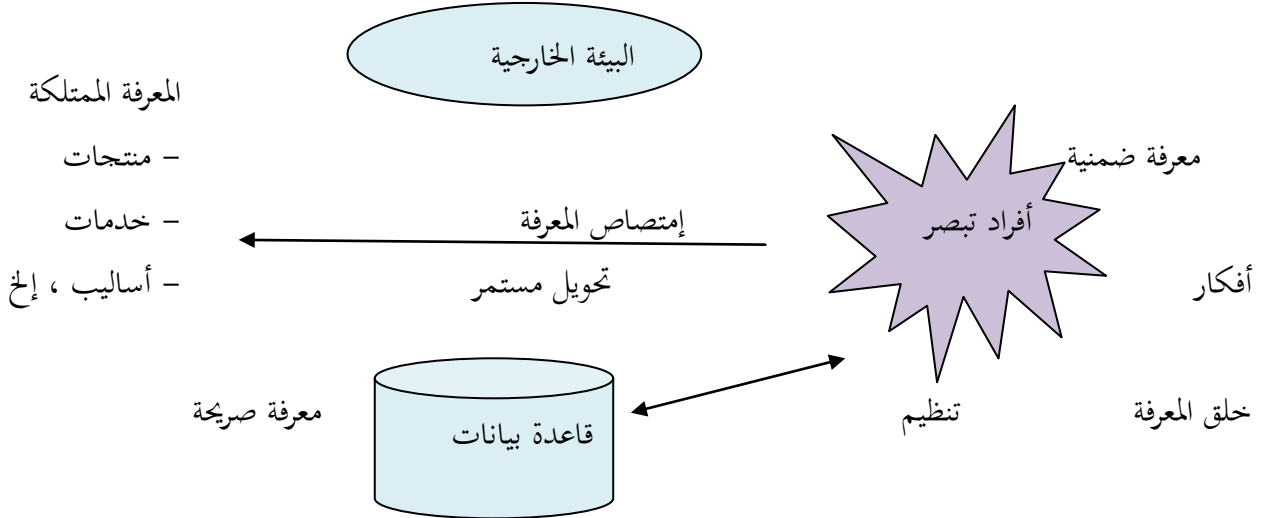 البيئة الخارجية
المعرفة الممتلكة
معرفة ضمنية
– منتجات
أفراد تبصر
إمتصاص المعرفة
– خدمات
أفكار
تحويل مستمر
– أساليب ، إلخ
خلق المعرفة
تنظيم
معرفة صريحة
قاعدة بيانات